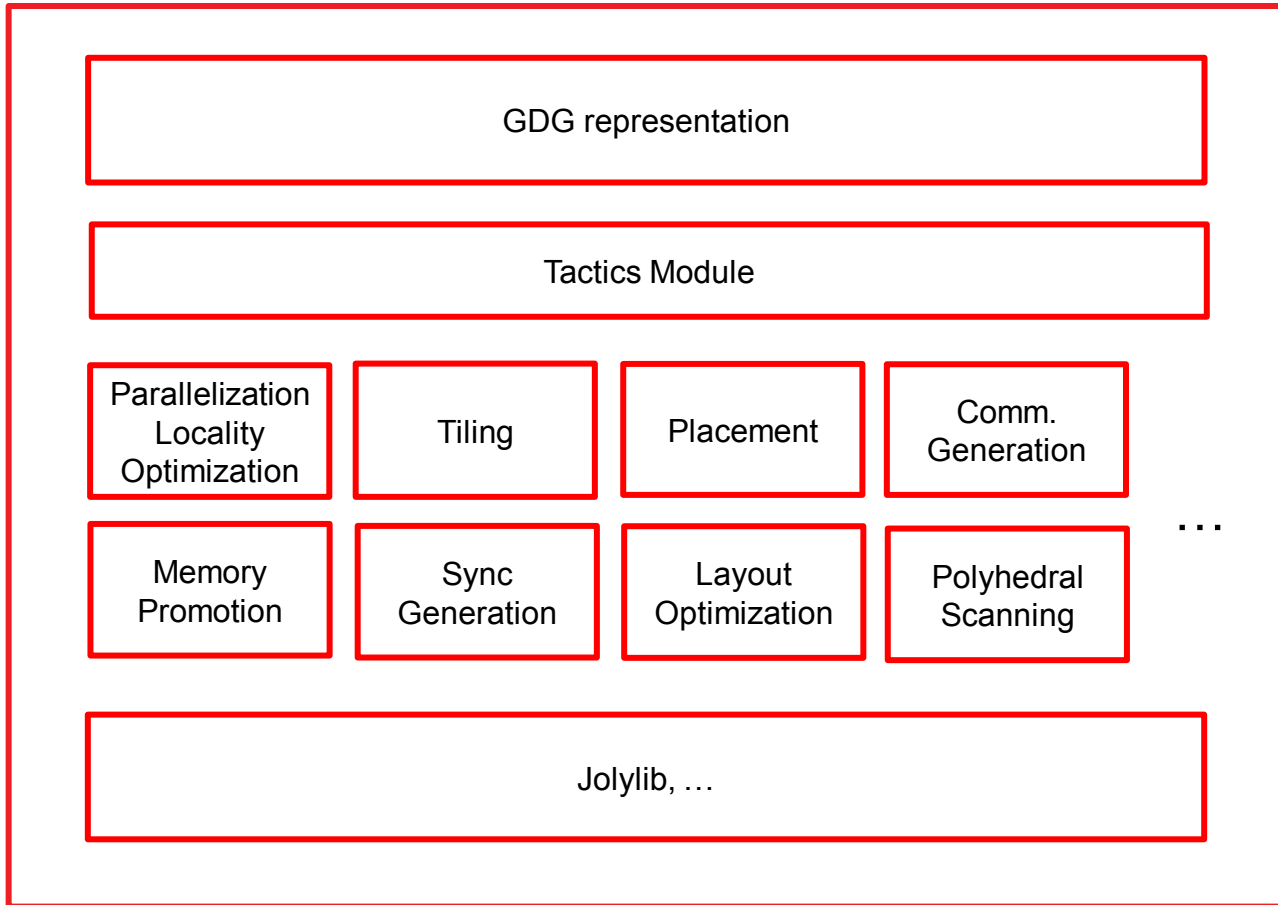 GDG representation
Tactics Module
Parallelization
Locality
Optimization
Tiling
Placement
Comm.
Generation
Memory
Promotion
Sync
Generation
Layout
Optimization
Polyhedral
Scanning
...
Jolylib, …